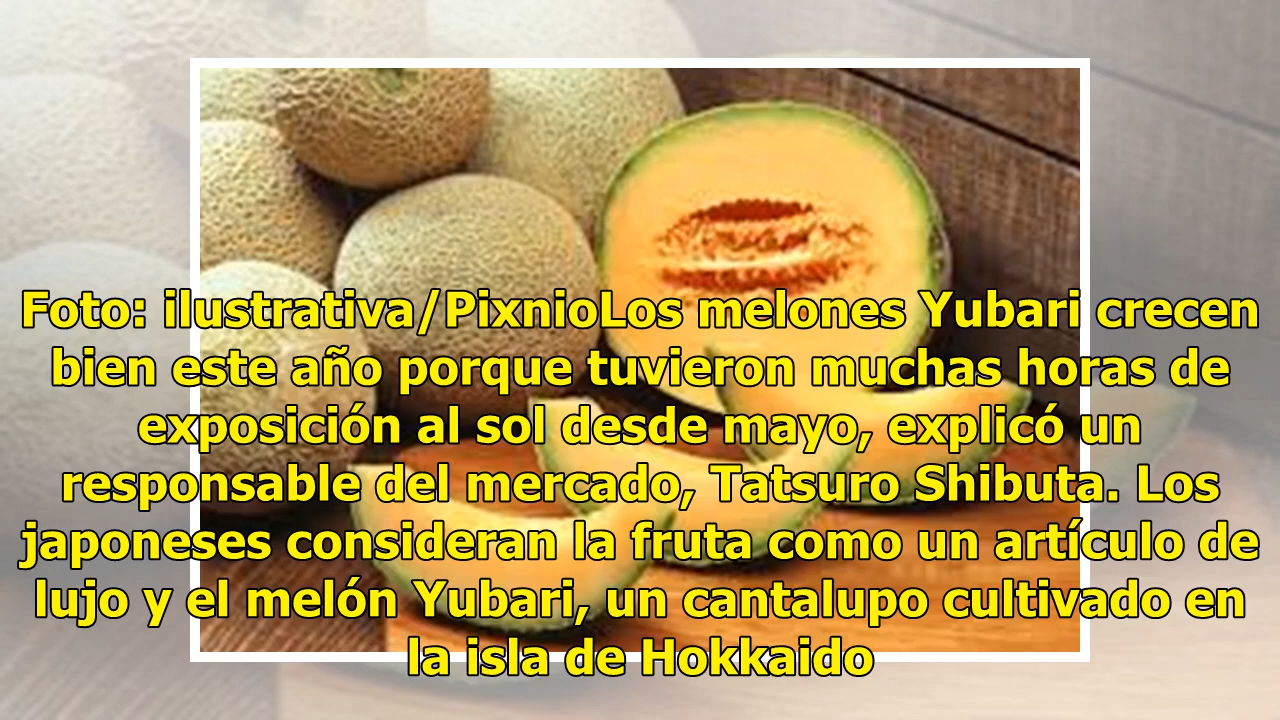 Foto: ilustrativa/PixnioLos melones Yubari crecen
bien este año porque tuvieron muchas horas de
exposición al sol desde mayo, explicó un
responsable del mercado, Tatsuro Shibuta. Los
japoneses consideran la fruta como un artículo de
lujo y el melón Yubari, un cantalupo cultivado en
la isla de Hokkaido